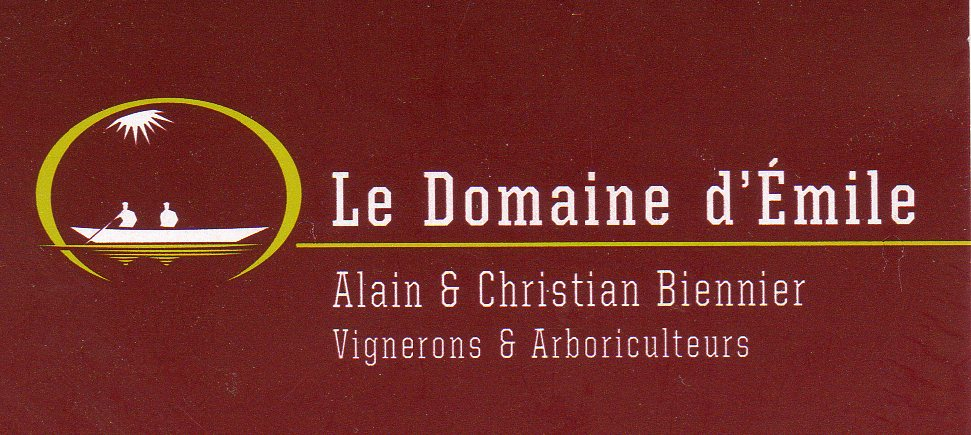 Le Domaine d'Émile
Alain & Christian Biennier
Vignerons & Arboriculteurs